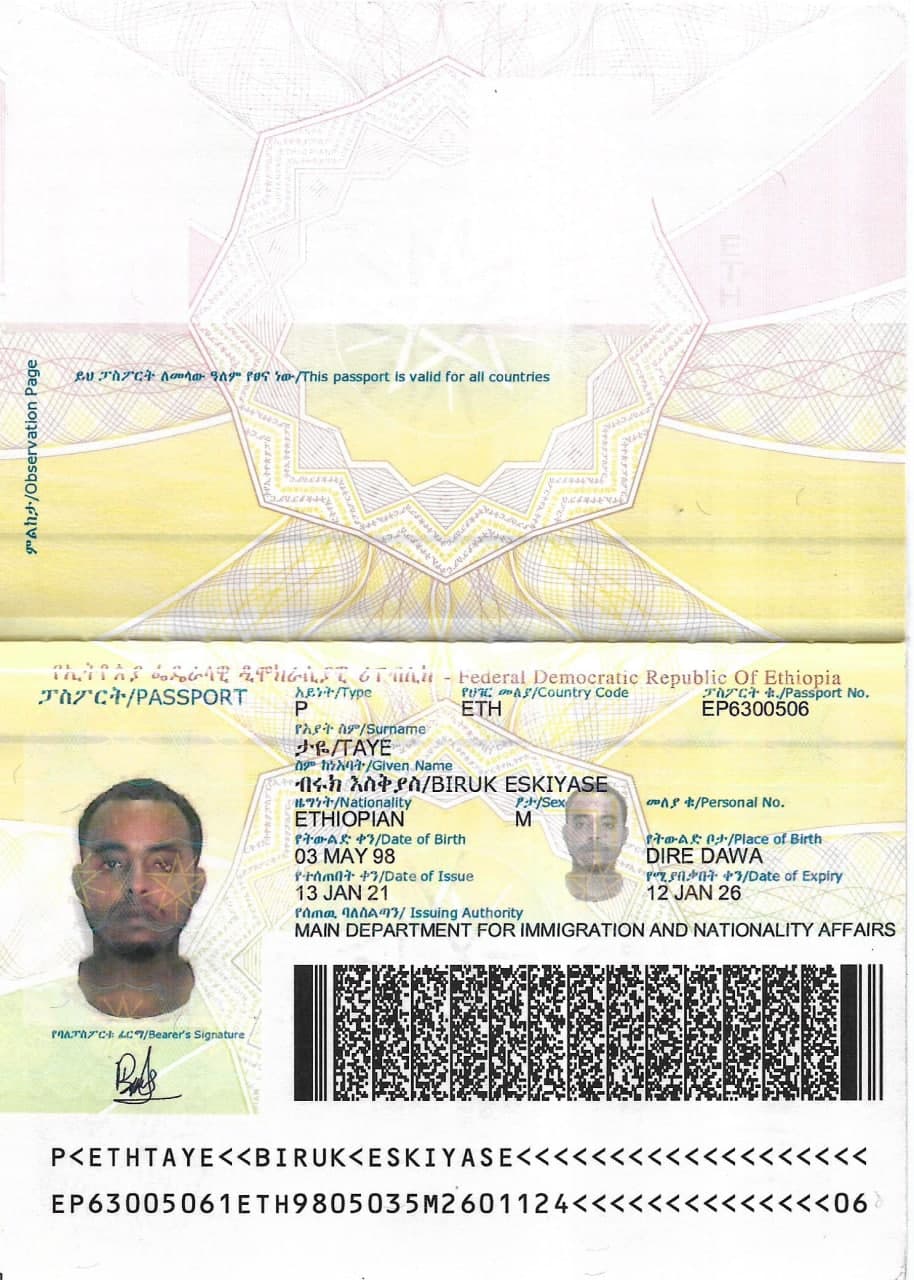 ምልከታ/Observation Page
ይህ ፓስፖርት ለመላው ዓለም የፀና ነው/This passport is valid for all countries
የኢትዮጵያ ፌዴራላዊ ዲሞክራሲያዊ ሪፐብሊክ - Federal Democratic Republic Of Ethiopia
ፓስፖርት/PASSPORT
አይነት/Type
የሀገር መለያ/Country Code
ፓስፖርት ቁ./Passport No.
P
ETH
EP6300506
የአያት ስም/Surname
ታዬ/TAYE
ስም ከነአባት/Given Name
ብሩክ እስቅያስ/BIRUK ESKIYASE
ዜግነት/Nationality
ፆታ/Sex
መለያ ቁ/Personal No.
ETHIOPIAN
M
የትውልድ ቀን/Date of Birth
የትውልድ ቦታ/Place of Birth
03 MAY 98
DIRE DAWA
የተሰጠበት ቀን/Date of Issue
የሚያበቃበት ቀን/Date of Expiry
13 JAN 21
12 JAN 26
የሰጠዉ ባለስልጣን/ Issuing Authority
MAIN DEPARTMENT FOR IMMIGRATION AND NATIONALITY AFFAIRS
የባለፓስፖርቱ ፊርማ/Bearer's Signature
P<ETHTAYE<<BIRUK<ESKIYASE<<<<<<<<<<<<<<<<<<<
EP63005061ETH9805035M2601124<<<<<<<<<<<<<<06
ETH